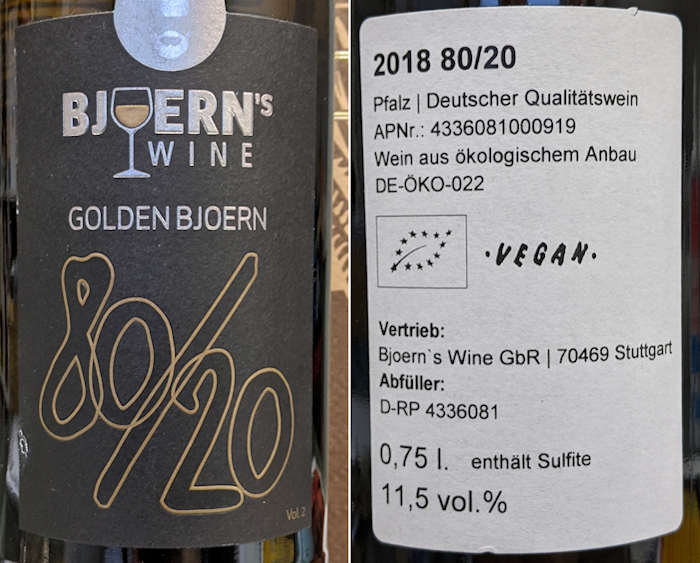 BJOERN's
WINE
GOLDEN BJOERN
80/20
Vol. 2
2018 80/20
Pfalz | Deutscher Qualitätswein
APNr.: 4336081000919
Wein aus ökologischem Anbau
DE-ÖKO-022
·VEGAN·
Vertrieb:
Bjoern`s Wine GbR | 70469 Stuttgart
Abfüller:
D-RP 4336081
0,75 l. enthält Sulfite
11,5 vol.%